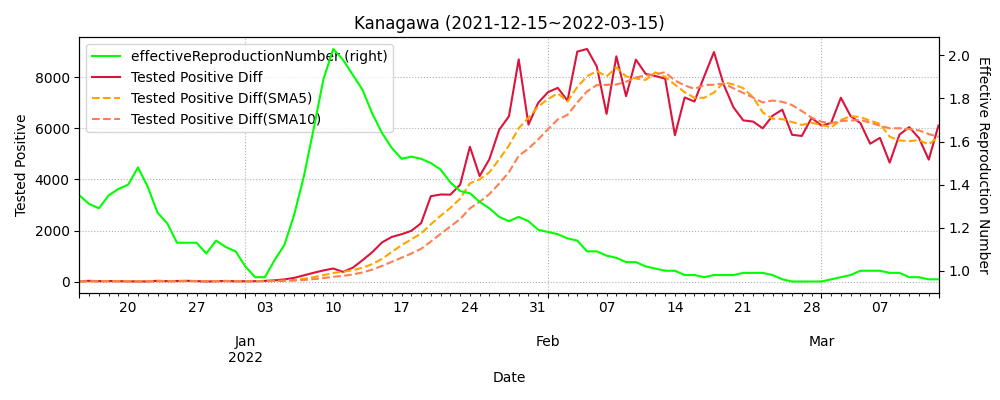 Kanagawa (2021-12-15~2022-03-15)
effectiveReproductionNumber (right)
Tested Positive Diff
Tested Positive Diff(SMA5)
Tested Positive Diff(SMA10)
Tested Positive
8000
6000
4000
2000
0
Effective Reproduction Number
2.0
1.8
1.6
1.4
1.2
1.0
20 27 03 10 17 24 31 07 14 21 28 07
Jan Feb Mar
2022
Date